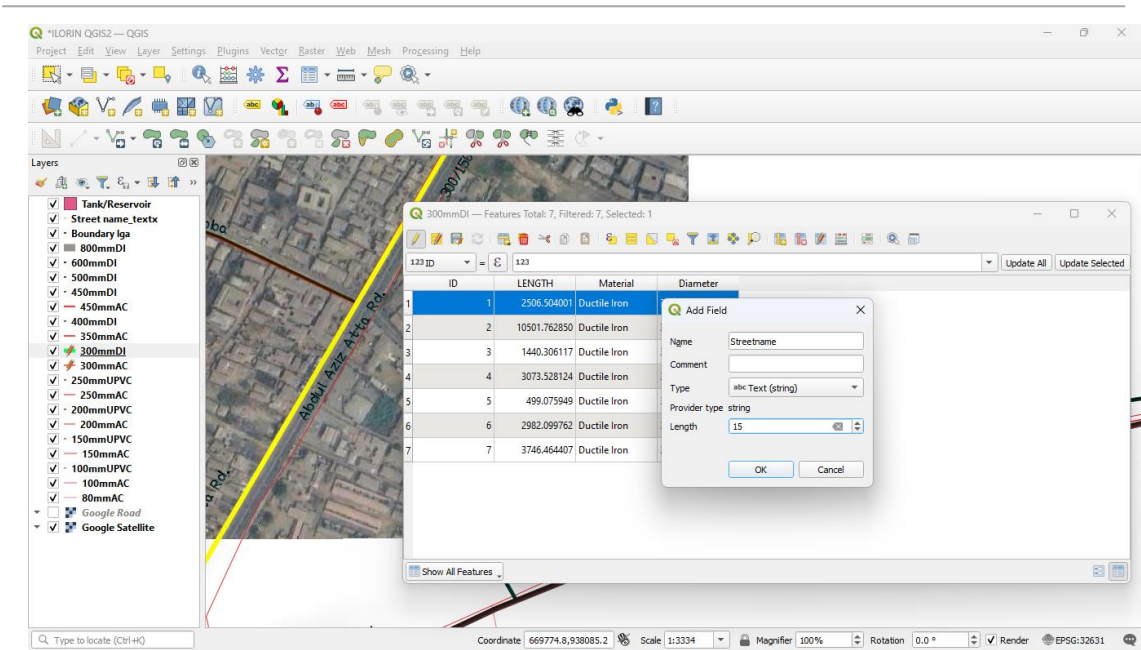 *ILORIN QGIS2 — QGIS
Project Edit View Layer Settings Plugins Vector Raster Web Mesh Processing Help
Layers
Tank/Reservoir
Street name_textx
Boundary lga
800mmDI
600mmDI
500mmDI
450mmDI
450mmAC
400mmDI
350mmAC
300mmDI
300mmAC
250mmUPVC
250mmAC
200mmUPVC
200mmAC
150mmUPVC
150mmAC
100mmUPVC
100mmAC
80mmAC
Google Road
Google Satellite
Abdul Aziz Atta Rd.
300mmDI — Features Total: 7, Filtered: 7, Selected: 1
123 ID = ε 123 Update All Update Selected
ID LENGTH Material Diameter
1 1 2506.504001 Ductile Iron
2 2 10501.762850 Ductile Iron
3 3 1440.306117 Ductile Iron
4 4 3073.528124 Ductile Iron
5 5 499.075949 Ductile Iron
6 6 2982.099762 Ductile Iron
7 7 3746.464407 Ductile Iron
Add Field
Name Streetname
Comment
Type abc Text (string)
Provider type string
Length 15
OK Cancel
Show All Features
Type to locate (Ctrl+K) Coordinate 669774.8,938085.2 Scale 1:3334 Magnifier 100% Rotation 0.0 ° Render EPSG:32631